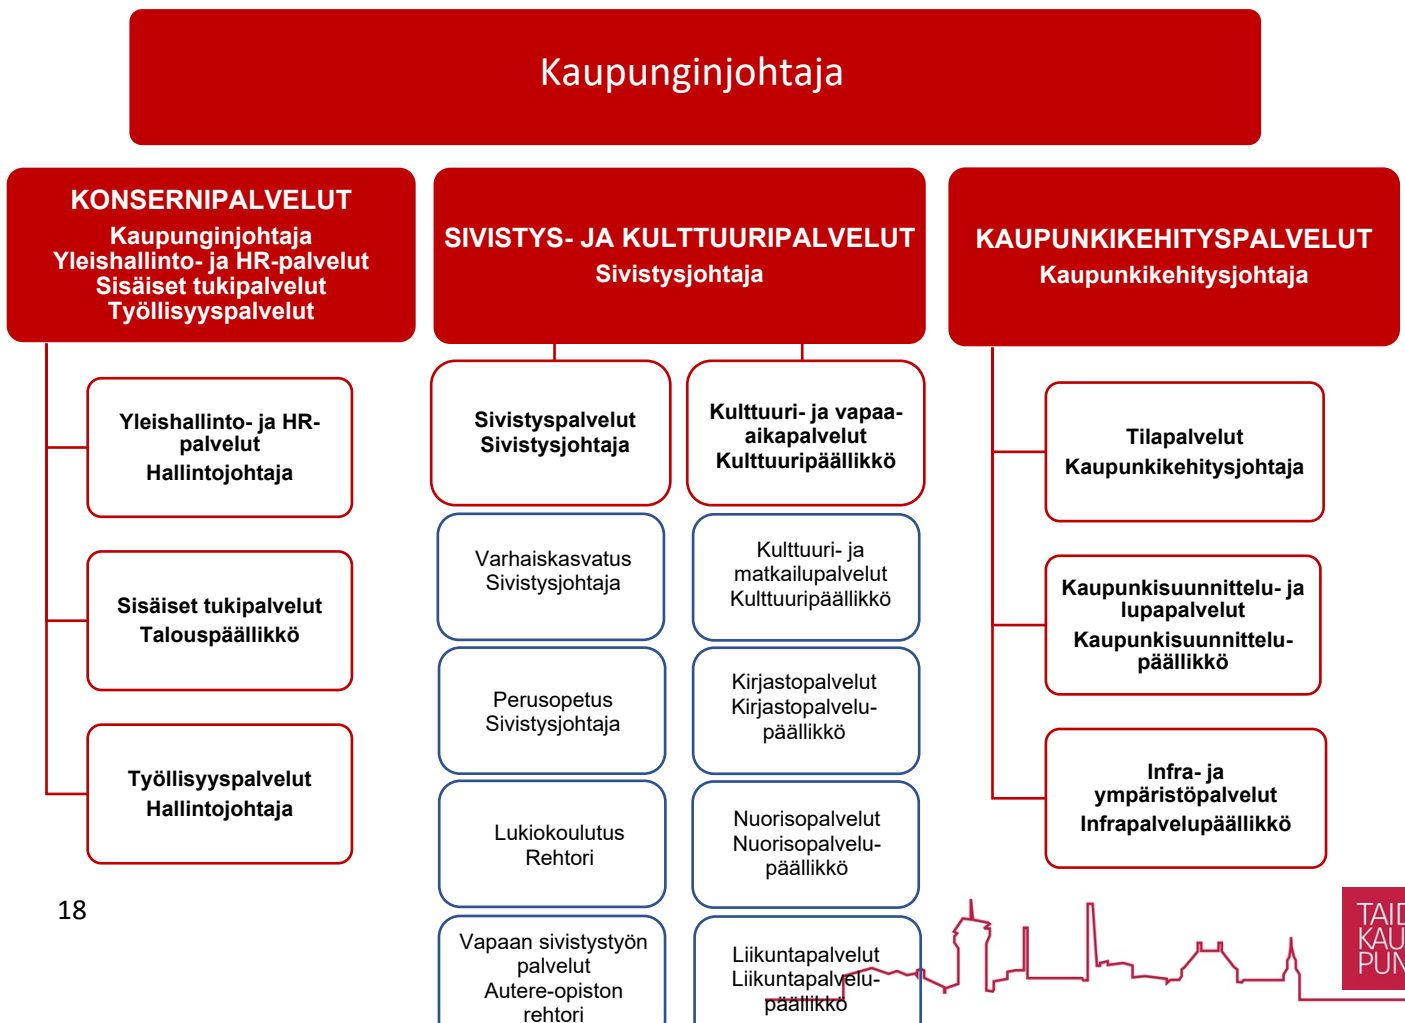 Kaupunginjohtaja
KONSERNIPALVELUT
Kaupunginjohtaja
Yleishallinto- ja HR-palvelut
Sisäiset tukipalvelut
Työllisyyspalvelut
SIVISTYS- JA KULTTUURIPALVELUT
Sivistysjohtaja
KAUPUNKIKEHITYSPALVELUT
Kaupunkikehitysjohtaja
Yleishallinto- ja HR-
palvelut
Hallintojohtaja
Sisäiset tukipalvelut
Talouspäällikkö
Työllisyyspalvelut
Hallintojohtaja
Sivistyspalvelut
Sivistysjohtaja
Varhaiskasvatus
Sivistysjohtaja
Perusopetus
Sivistysjohtaja
Lukiokoulutus
Rehtori
Vapaan sivistystyön
palvelut
Autere-opiston
rehtori
Kulttuuri- ja vapaa-
aikapalvelut
Kulttuuripäällikkö
Kulttuuri- ja
matkailupalvelut
Kulttuuripäällikkö
Kirjastopalvelut
Kirjastopalvelu-
päällikkö
Nuorisopalvelut
Nuorisopalvelu-
päällikkö
Liikuntapalvelut
Liikuntapalvelu-
päällikkö
Tilapalvelut
Kaupunkikehitysjohtaja
Kaupunkisuunnittelu- ja
lupapalvelut
Kaupunkisuunnittelu-
päällikkö
Infra- ja
ympäristöpalvelut
Infrapalvelupäällikkö
18